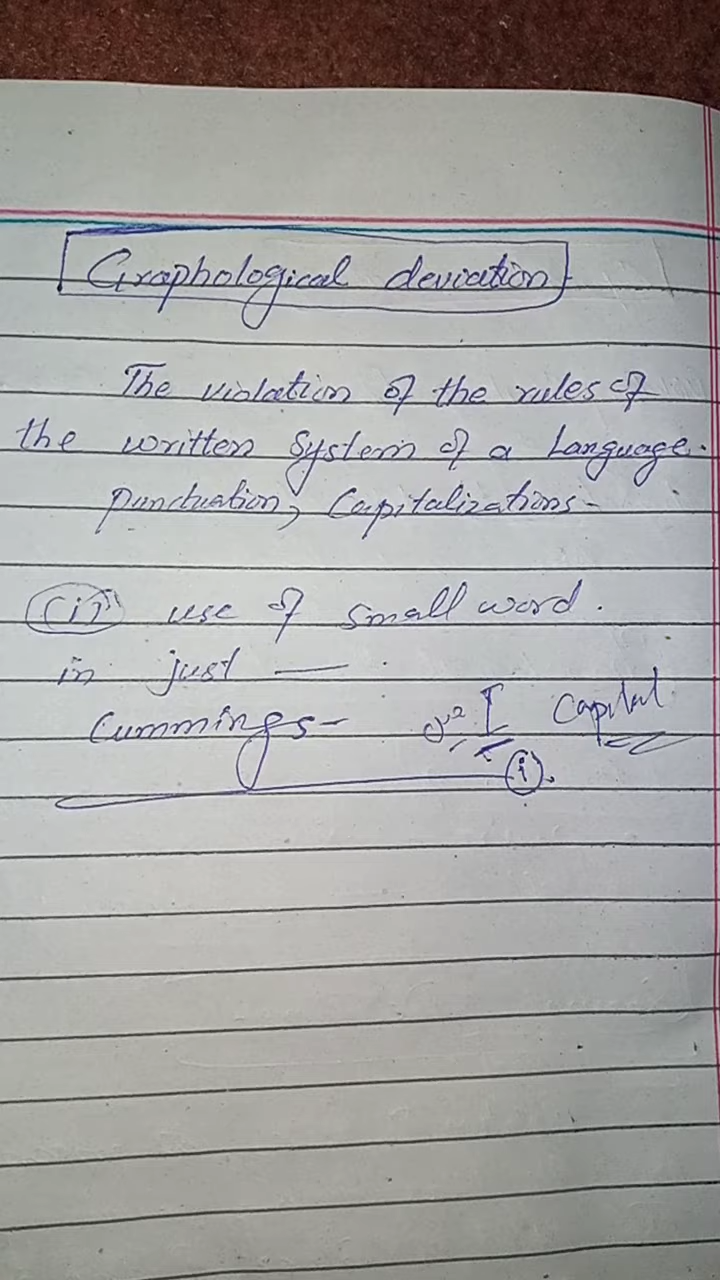 Graphological deviation
The violation of the rules of
the written System of a Language.
punctuation, Capitalizations-
(i) use of small word.
in just —
Cummings- I Capital
i